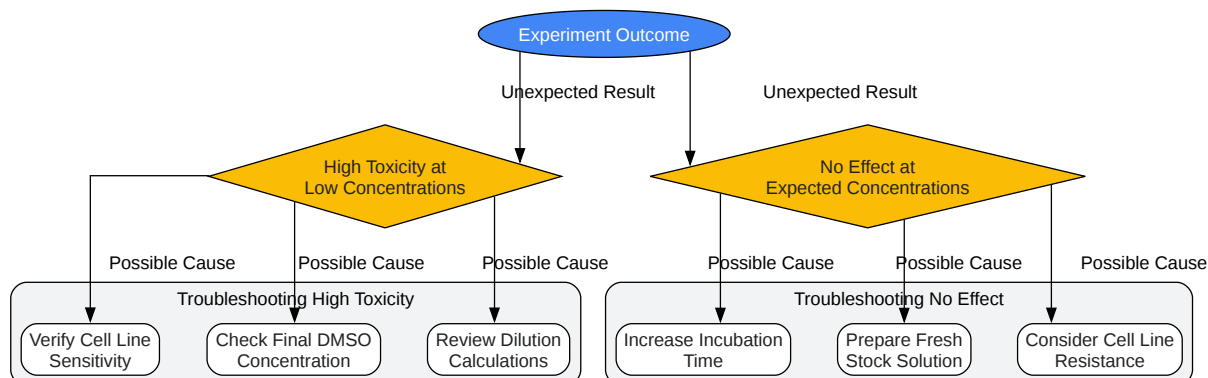 Experiment Outcome
Unexpected Result
Unexpected Result
High Toxicity at
Low Concentrations
No Effect at
Expected Concentrations
Possible Cause
Possible Cause
Possible Cause
Possible Cause
Possible Cause
Possible Cause
Troubleshooting High Toxicity
Verify Cell Line
Sensitivity
Check Final DMSO
Concentration
Review Dilution
Calculations
Troubleshooting No Effect
Increase Incubation
Time
Prepare Fresh
Stock Solution
Consider Cell Line
Resistance